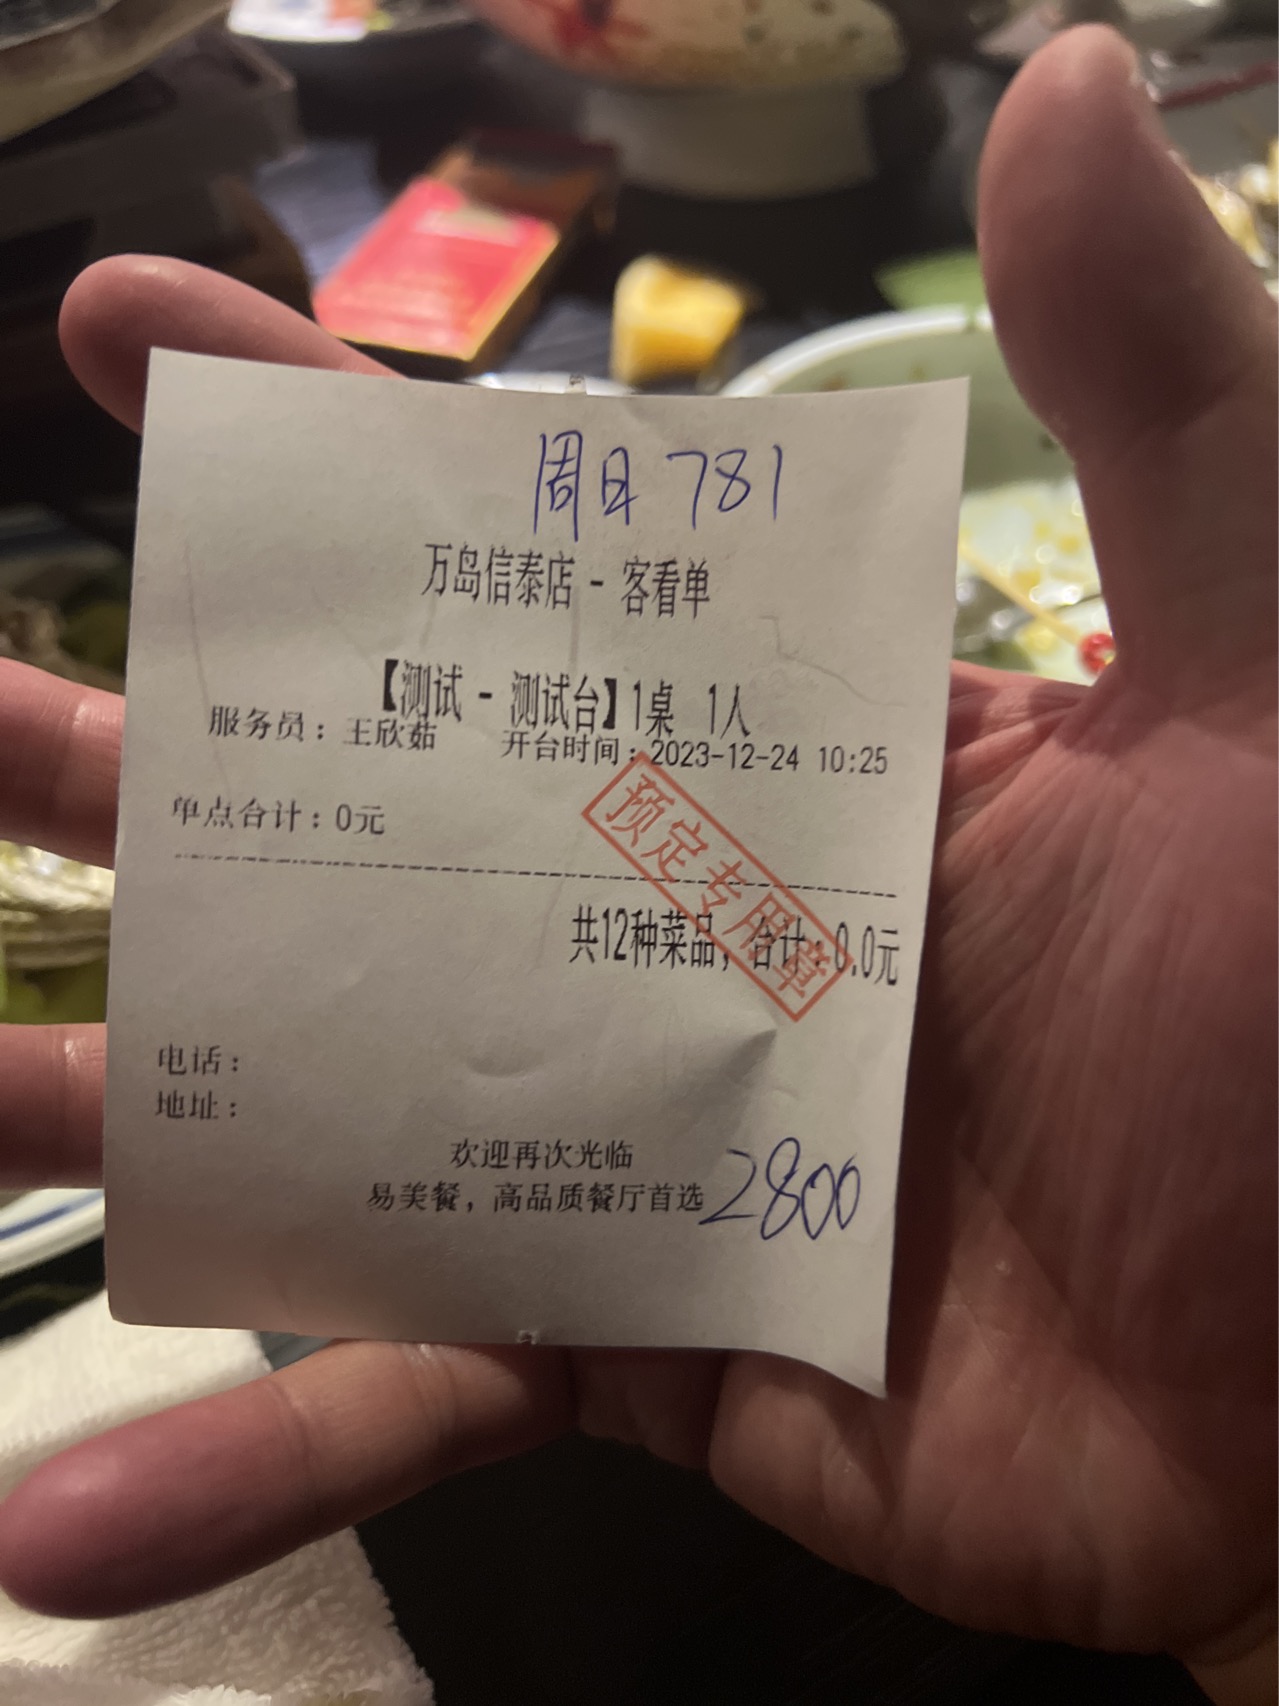 周日 781
万岛信泰店 - 客看单
【测试 - 测试台】1桌 1人
服务员：王欣茹 开台时间：2023-12-24 10:25
单点合计：0元
预定专用章
共12种菜品，合计：0.0元
电话：
地址：
欢迎再次光临
易美餐，高品质餐厅首选
2800